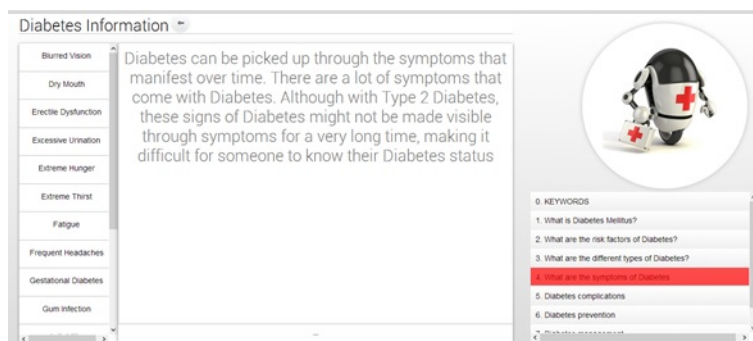 Diabetes Information
Blurred Vision
Dry Mouth
Erectile Dysfunction
Excessive Urination
Extreme Hunger
Extreme Thirst
Fatigue
Frequent Headaches
Gestational Diabetes
Gum Infection
Diabetes can be picked up through the symptoms that
manifest over time. There are a lot of symptoms that
come with Diabetes. Although with Type 2 Diabetes,
these signs of Diabetes might not be made visible
through symptoms for a very long time, making it
difficult for someone to know their Diabetes status
0. KEYWORDS
1. What is Diabetes Mellitus?
2. What are the risk factors of Diabetes?
3. What are the different types of Diabetes?
4. What are the symptoms of Diabetes
5. Diabetes complications
6. Diabetes prevention
7. Diabetes management